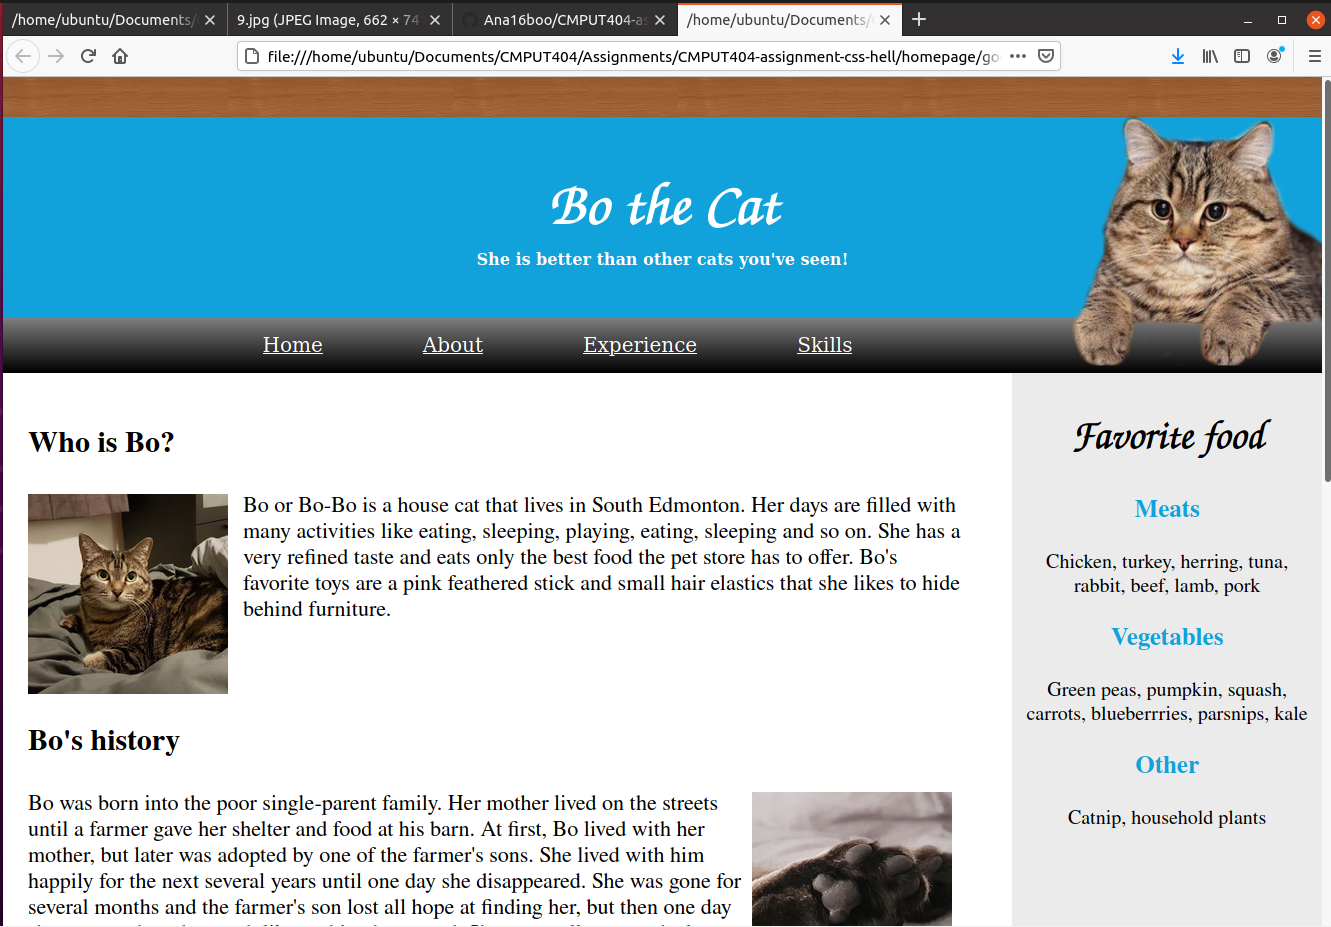 /home/ubuntu/Documents/
9.jpg (JPEG Image, 662 × 74
Ana16boo/CMPUT404-as
/home/ubuntu/Documents/
file:///home/ubuntu/Documents/CMPUT404/Assignments/CMPUT404-assignment-css-hell/homepage/go
Bo the Cat
She is better than other cats you've seen!
Home About Experience Skills
Who is Bo?
Bo or Bo-Bo is a house cat that lives in South Edmonton. Her days are filled with
many activities like eating, sleeping, playing, eating, sleeping and so on. She has a
very refined taste and eats only the best food the pet store has to offer. Bo's
favorite toys are a pink feathered stick and small hair elastics that she likes to hide
behind furniture.
Bo's history
Bo was born into the poor single-parent family. Her mother lived on the streets
until a farmer gave her shelter and food at his barn. At first, Bo lived with her
mother, but later was adopted by one of the farmer's sons. She lived with him
happily for the next several years until one day she disappeared. She was gone for
several months and the farmer's son lost all hope at finding her, but then one day
Favorite food
Meats
Chicken, turkey, herring, tuna,
rabbit, beef, lamb, pork
Vegetables
Green peas, pumpkin, squash,
carrots, blueberrries, parsnips, kale
Other
Catnip, household plants